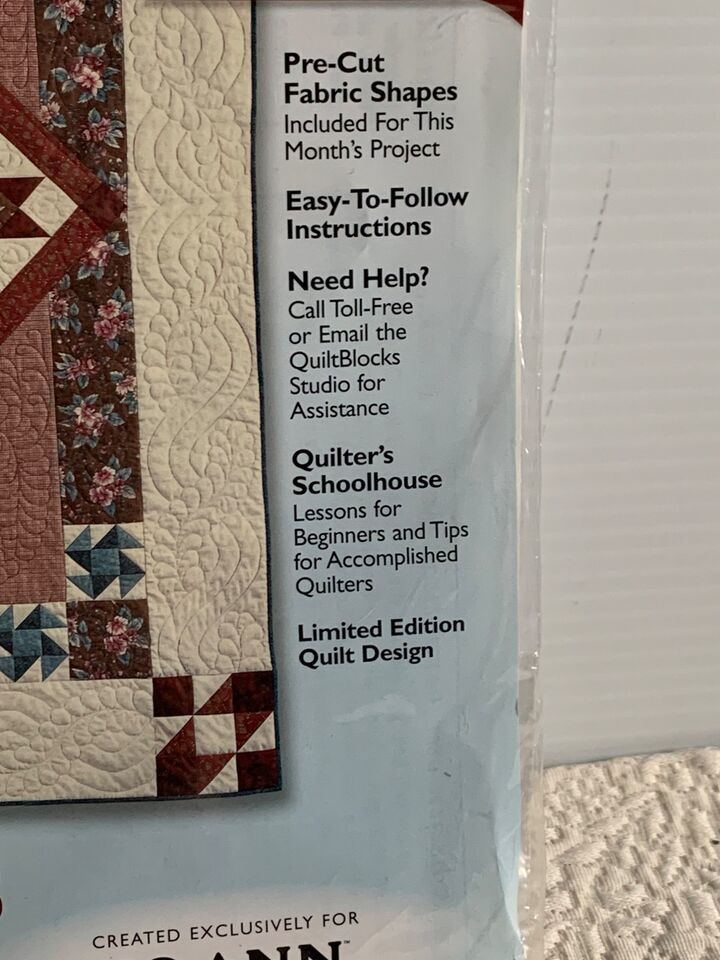 Pre-Cut
Fabric Shapes
Included For This
Month's Project
Easy-To-Follow
Instructions
Need Help?
Call Toll-Free
or Email the
QuiltBlocks
Studio for
Assistance
Quilter's
Schoolhouse
Lessons for
Beginners and Tips
for Accomplished
Quilters
Limited Edition
Quilt Design
CREATED EXCLUSIVELY FOR